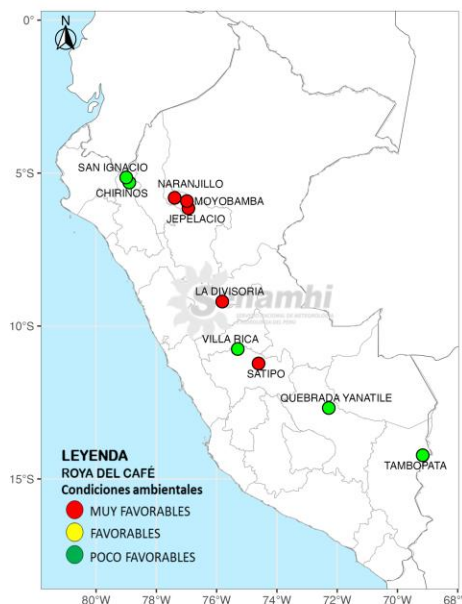 N
0°
5°S
10°S
15°S
SAN IGNACIO
CHIRINOS
NARANJILLO
MOYOBAMBA
JEPELACIO
LA DIVISORIA
VILLA RICA
SATIPO
QUEBRADA YANATILE
TAMBOPATA
LEYENDA
ROYA DEL CAFÉ
Condiciones ambientales
MUY FAVORABLES
FAVORABLES
POCO FAVORABLES
80°W
78°W
76°W
74°W
72°W
70°W
68°W